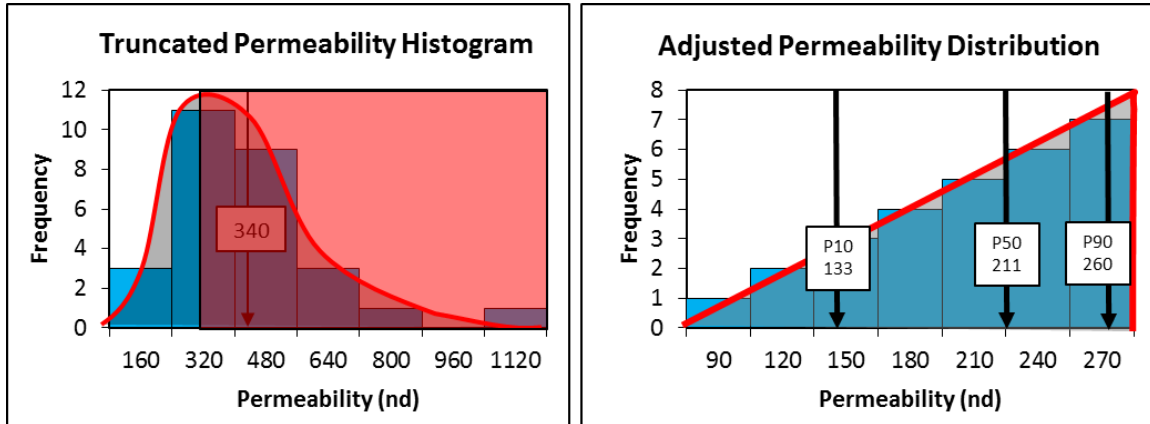 Truncated Permeability Histogram
Frequency
12
10
8
6
4
2
0
340
160 320 480 640 800 960 1120
Permeability (nd)
Adjusted Permeability Distribution
Frequency
8
7
6
5
4
3
2
1
0
P10
133
P50
211
P90
260
90 120 150 180 210 240 270
Permeability (nd)